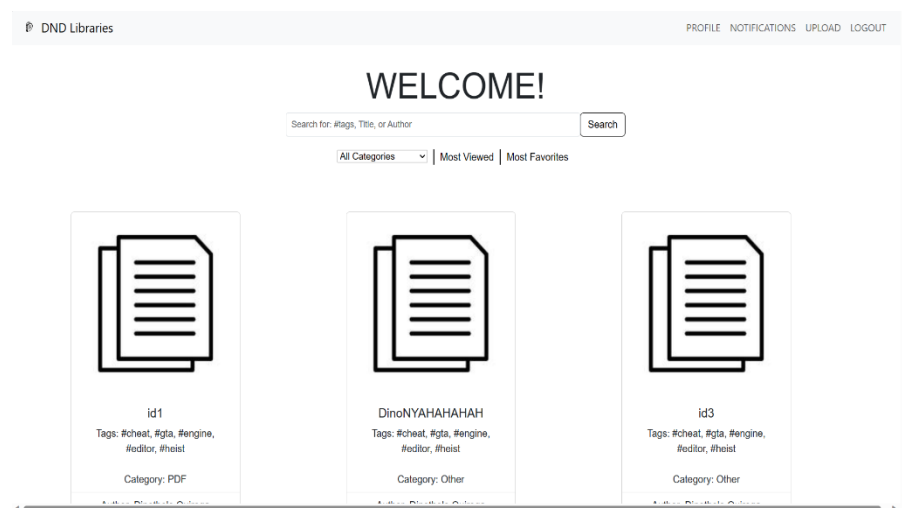 DND Libraries
PROFILE NOTIFICATIONS UPLOAD LOGOUT
WELCOME!
Search for: #tags, Title, or Author
Search
All Categories
Most Viewed
Most Favorites
id1
Tags: #cheat, #gta, #engine,
#editor, #heist
Category: PDF
DinoNYAHAHAHAH
Tags: #cheat, #gta, #engine,
#editor, #heist
Category: Other
id3
Tags: #cheat, #gta, #engine,
#editor, #heist
Category: Other